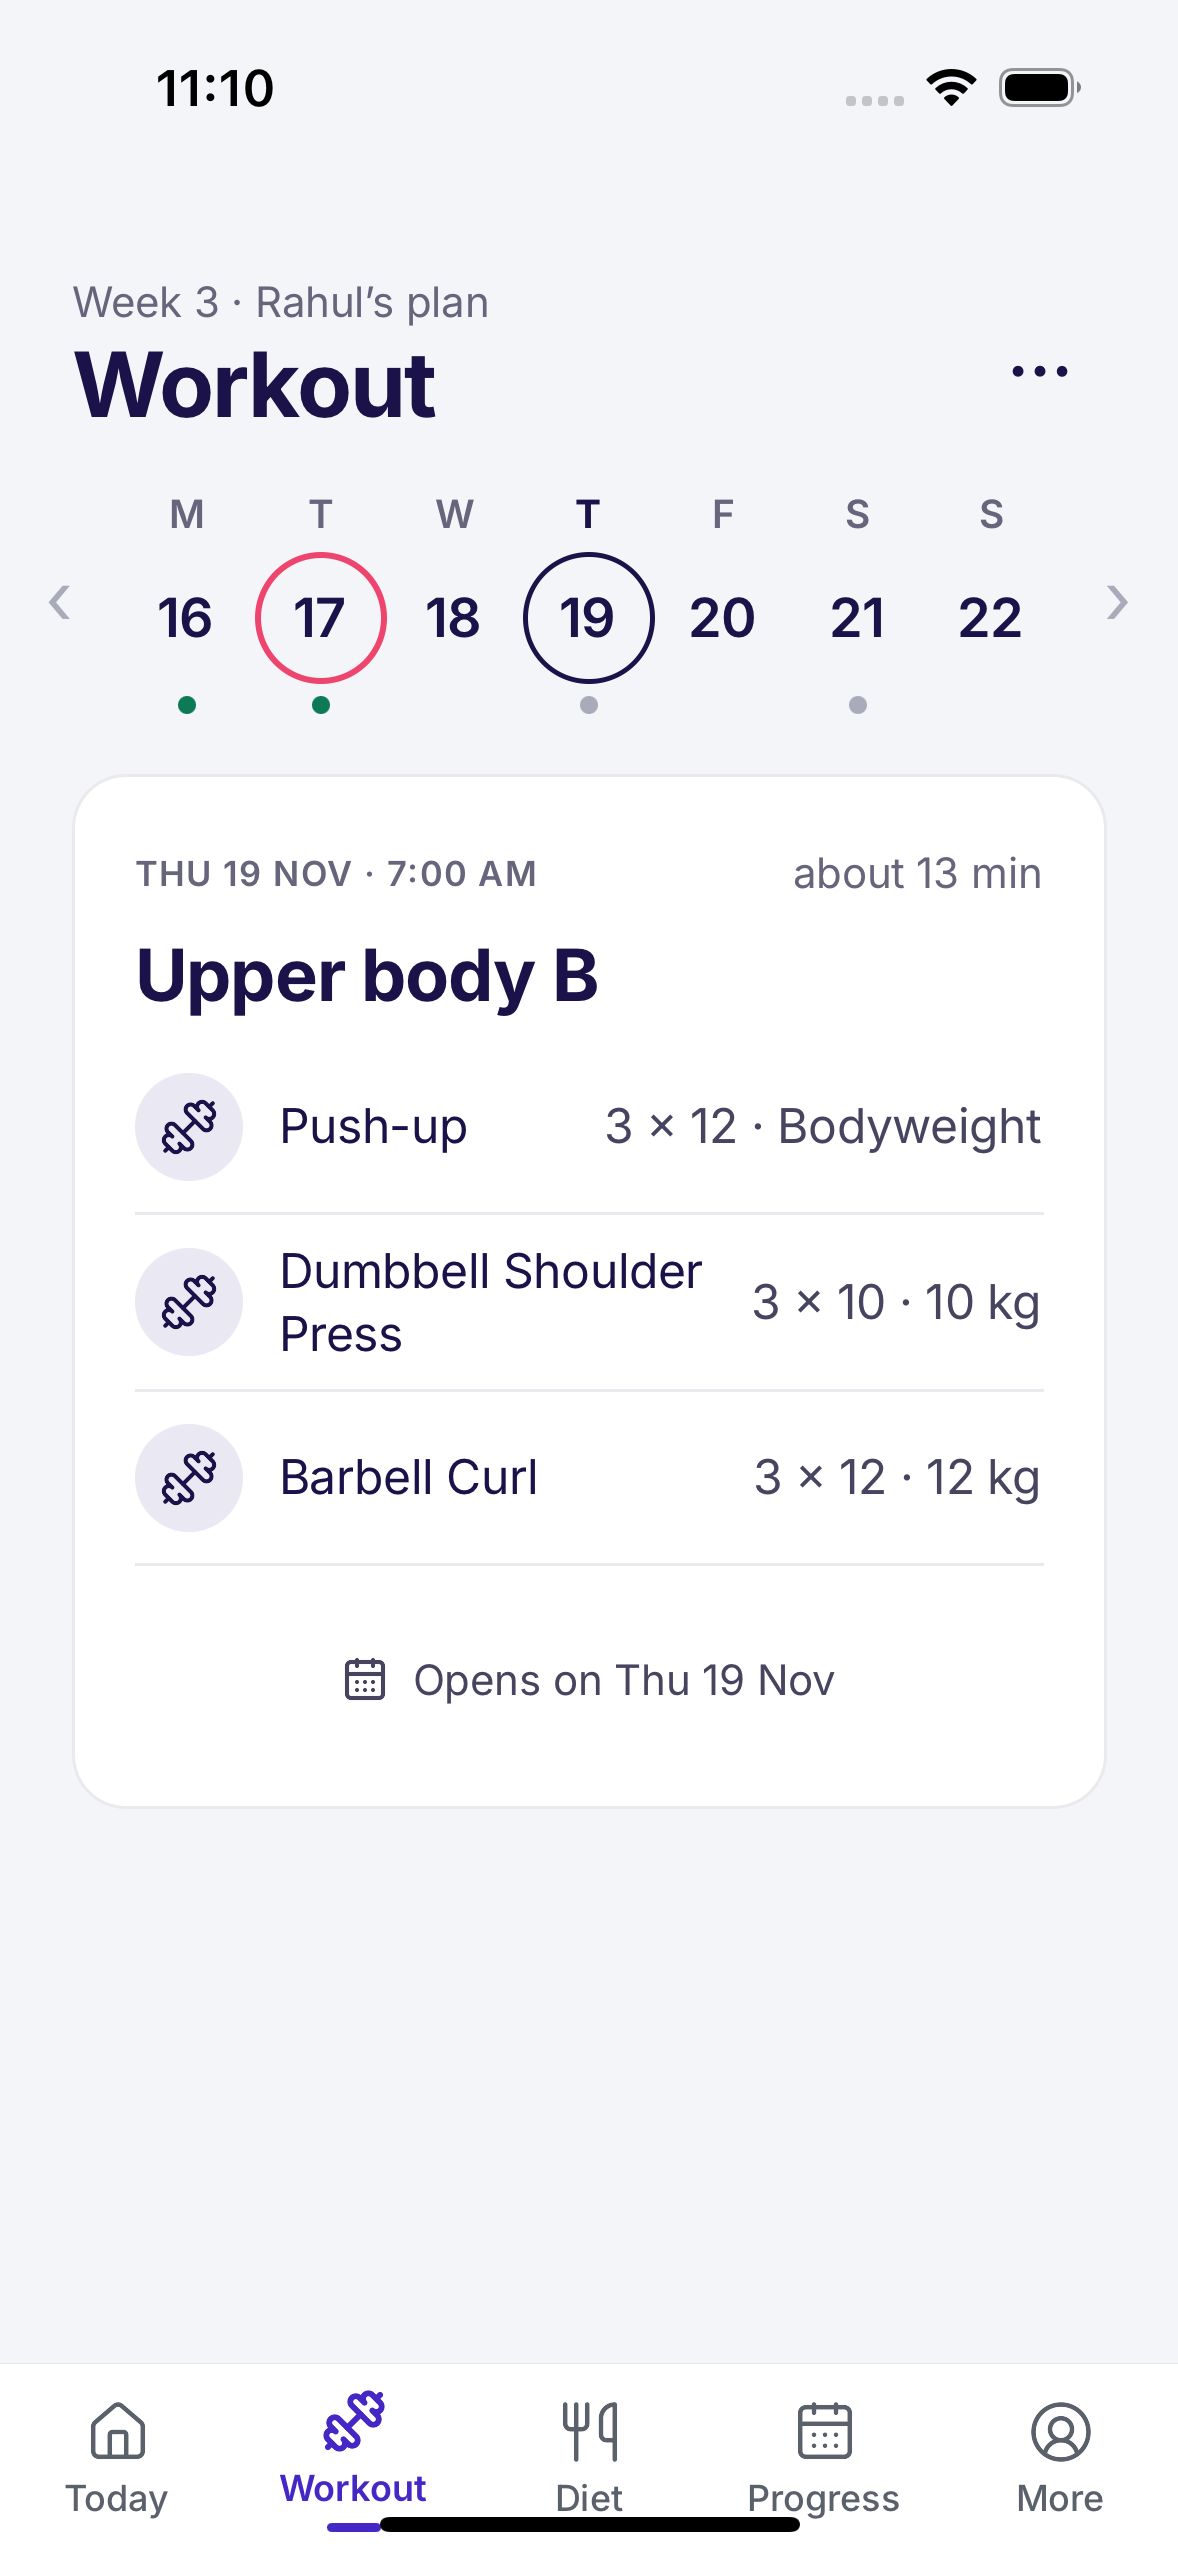 11:10
Week 3 · Rahul’s plan
Workout
M T W T F S S
16 17 18 19 20 21 22
THU 19 NOV · 7:00 AM about 13 min
Upper body B
Push-up 3 × 12 · Bodyweight
Dumbbell Shoulder
Press 3 × 10 · 10 kg
Barbell Curl 3 × 12 · 12 kg
Opens on Thu 19 Nov
Today Workout Diet Progress More